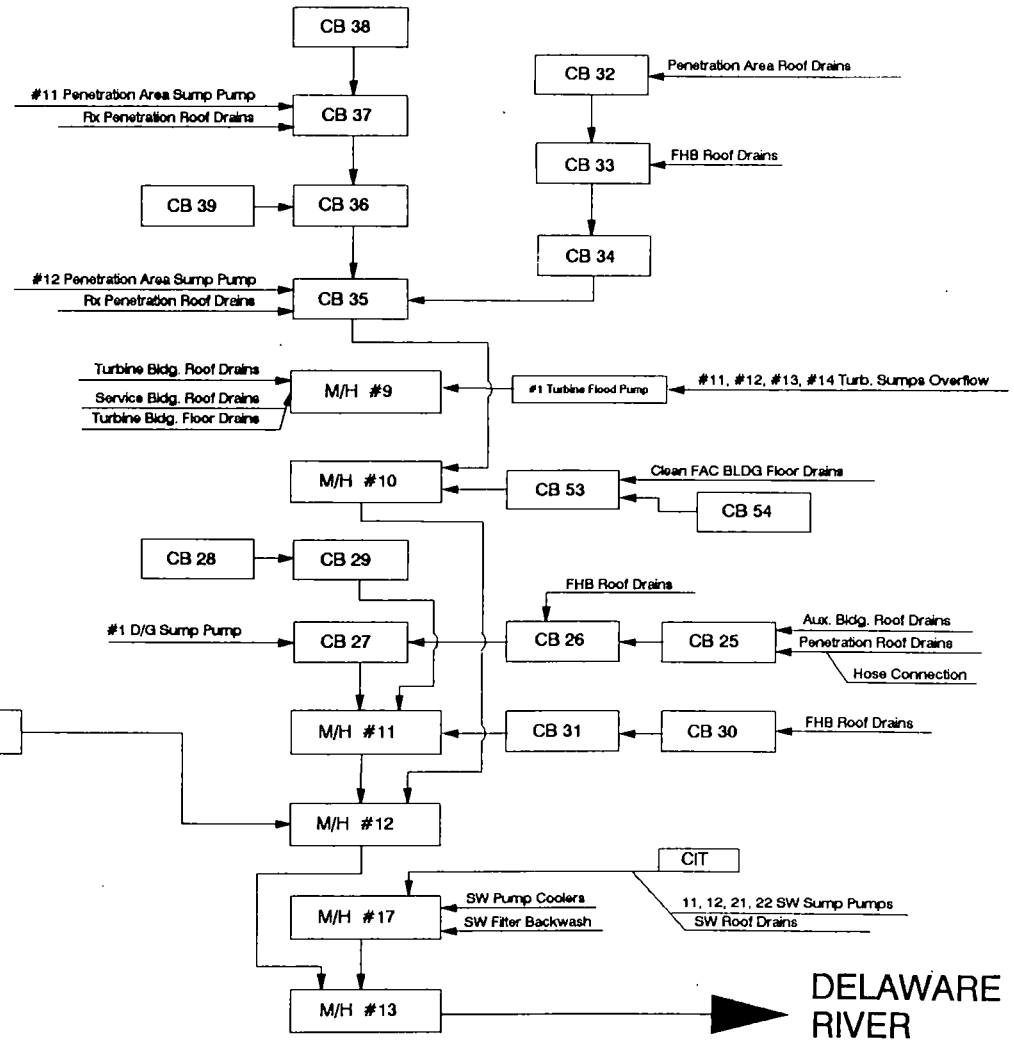 CB 38
CB 32
Penetration Area Roof Drains
#11 Penetration Area Sump Pump
Rx Penetration Roof Drains
CB 37
CB 33
FHB Roof Drains
CB 39
CB 36
CB 34
#12 Penetration Area Sump Pump
Rx Penetration Roof Drains
CB 35
Turbine Bldg. Roof Drains
Service Bldg. Roof Drains
Turbine Bldg. Floor Drains
M/H #9
#1 Turbine Flood Pump
#11, #12, #13, #14 Turb. Sumps Overflow
M/H #10
CB 53
Clean FAC BLDG Floor Drains
CB 54
CB 28
CB 29
FHB Roof Drains
#1 D/G Sump Pump
CB 27
CB 26
CB 25
Aux. Bldg. Roof Drains
Penetration Roof Drains
Hose Connection
M/H #11
CB 31
CB 30
FHB Roof Drains
M/H #12
CIT
M/H #17
SW Pump Coolers
SW Filter Backwash
11, 12, 21, 22 SW Sump Pumps
SW Roof Drains
M/H #13
DELAWARE
RIVER